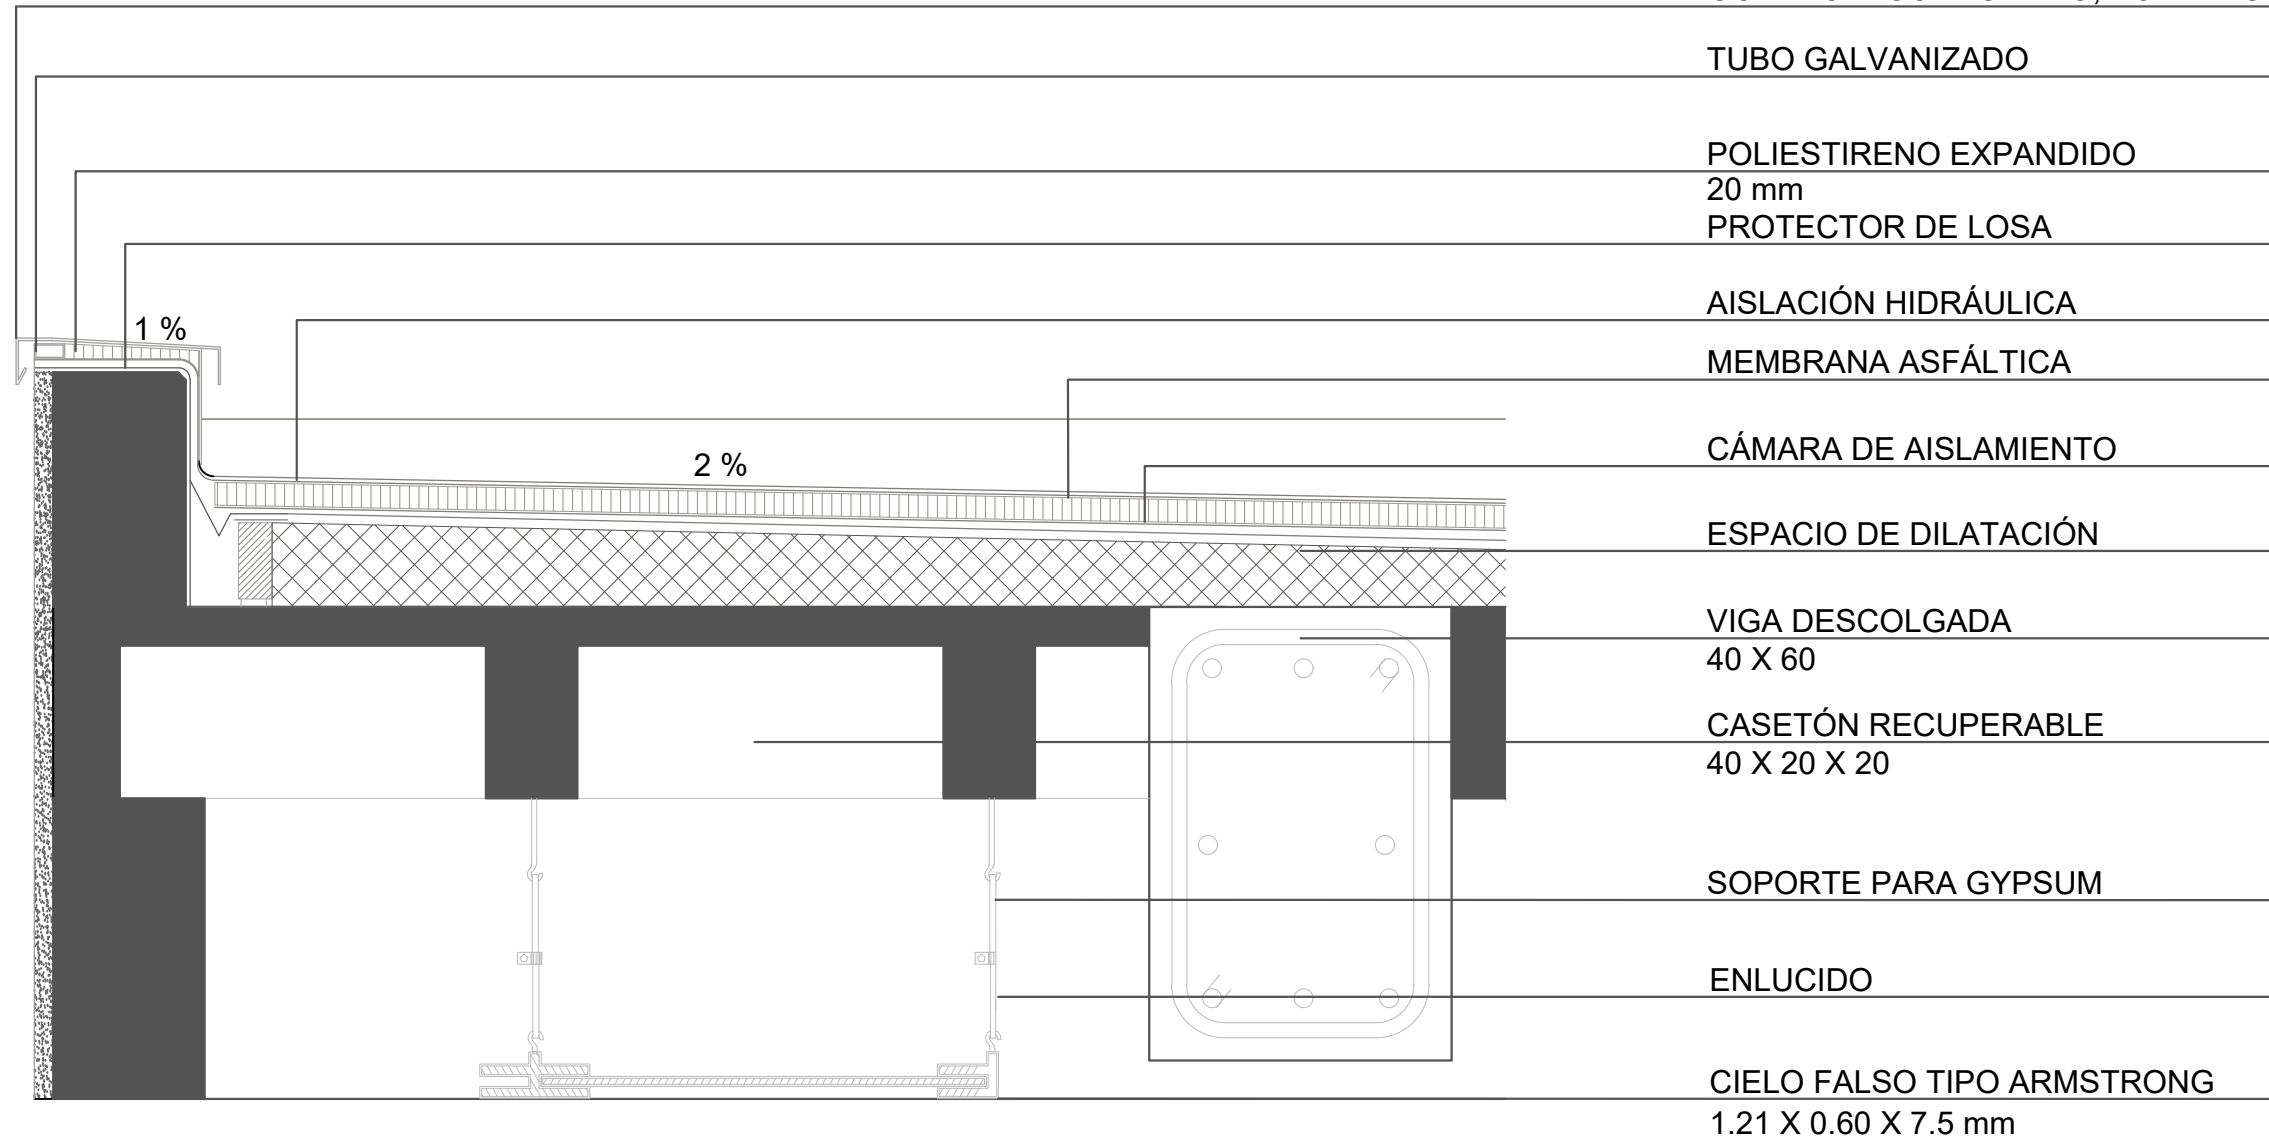 TUBO GALVANIZADO
POLIESTIRENO EXPANDIDO
20 mm
PROTECTOR DE LOSA
AISLACIÓN HIDRÁULICA
1 %
MEMBRANA ASFÁLTICA
CÁMARA DE AISLAMIENTO
2 %
ESPACIO DE DILATACIÓN
VIGA DESCOLGADA
40 X 60
CASETÓN RECUPERABLE
40 X 20 X 20
SOPORTE PARA GYPSUM
ENLUCIDO
CIELO FALSO TIPO ARMSTRONG
1.21 X 0.60 X 7.5 mm